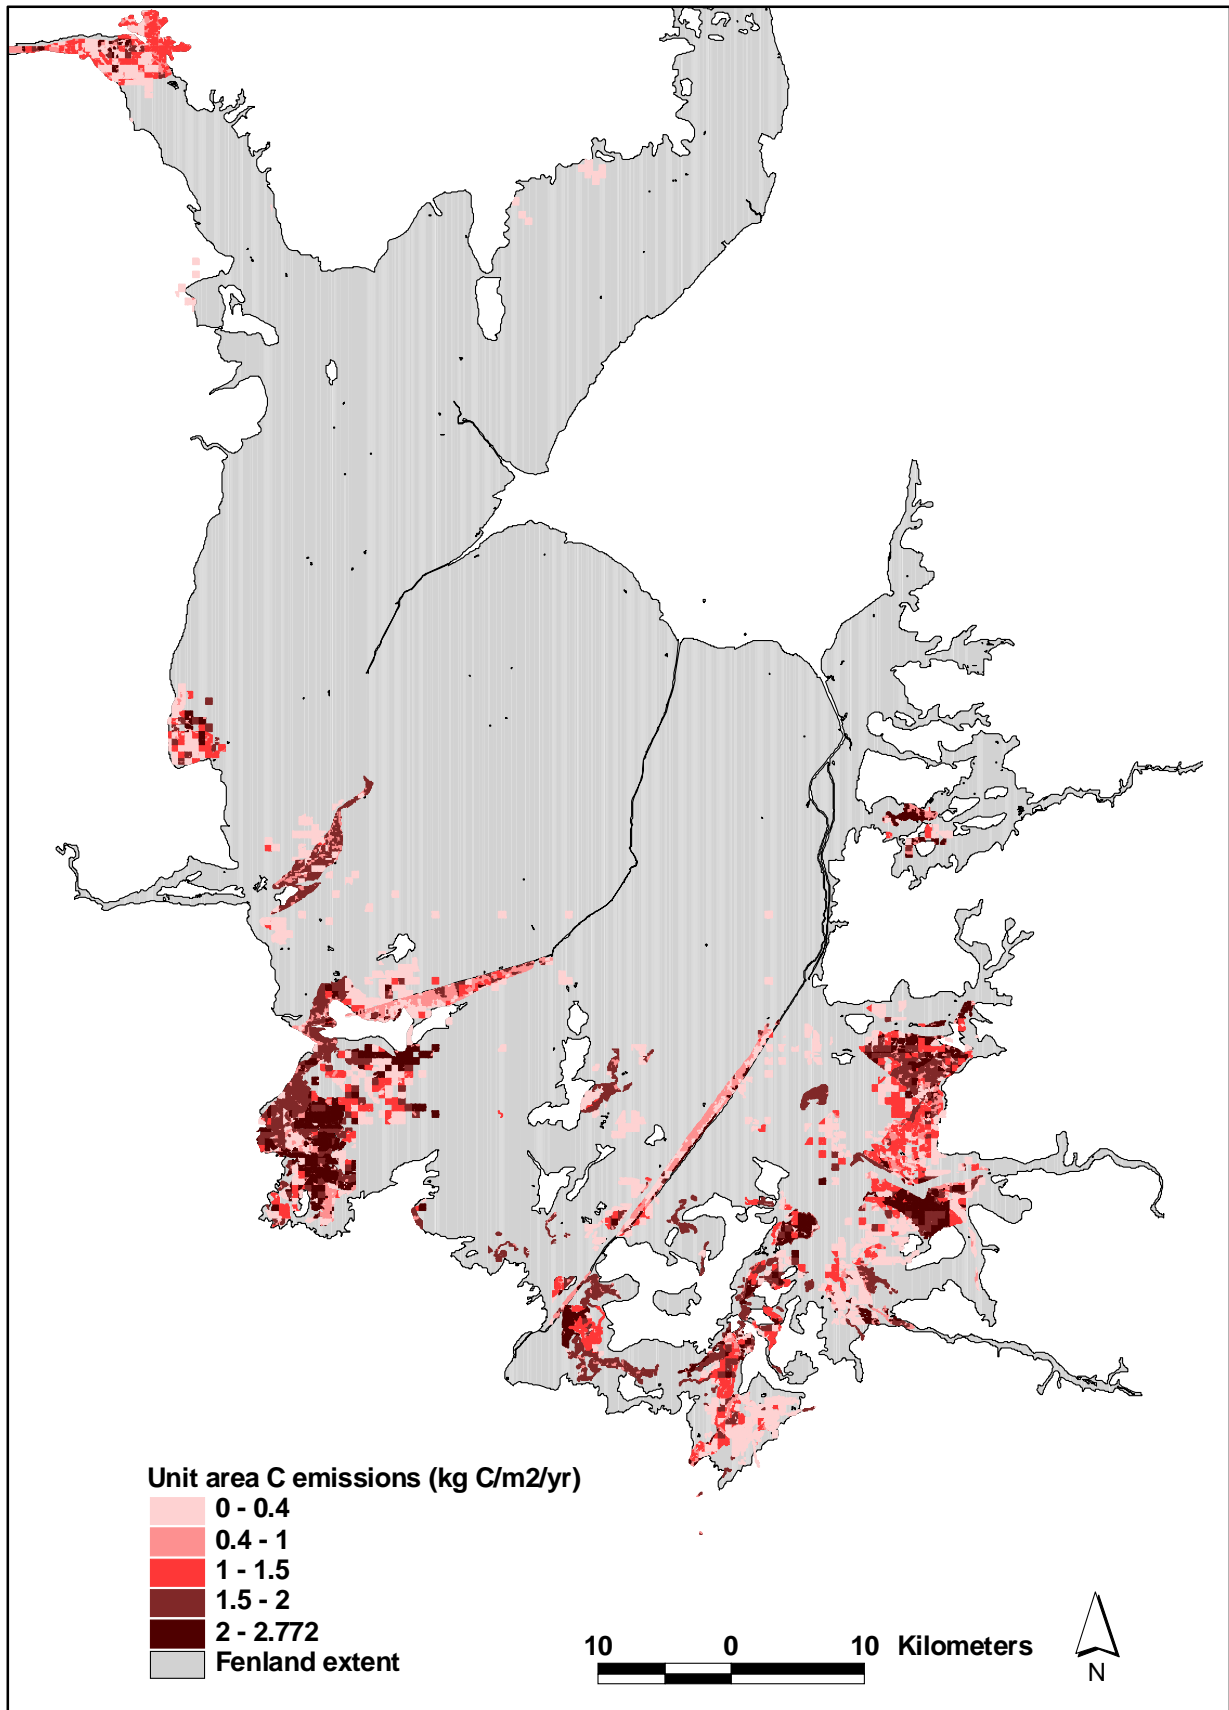 Unit area C emissions (kg C/m2/yr)
0 - 0.4
0.4 - 1
1 - 1.5
1.5 - 2
2 - 2.772
Fenland extent
10 0 10 Kilometers
N